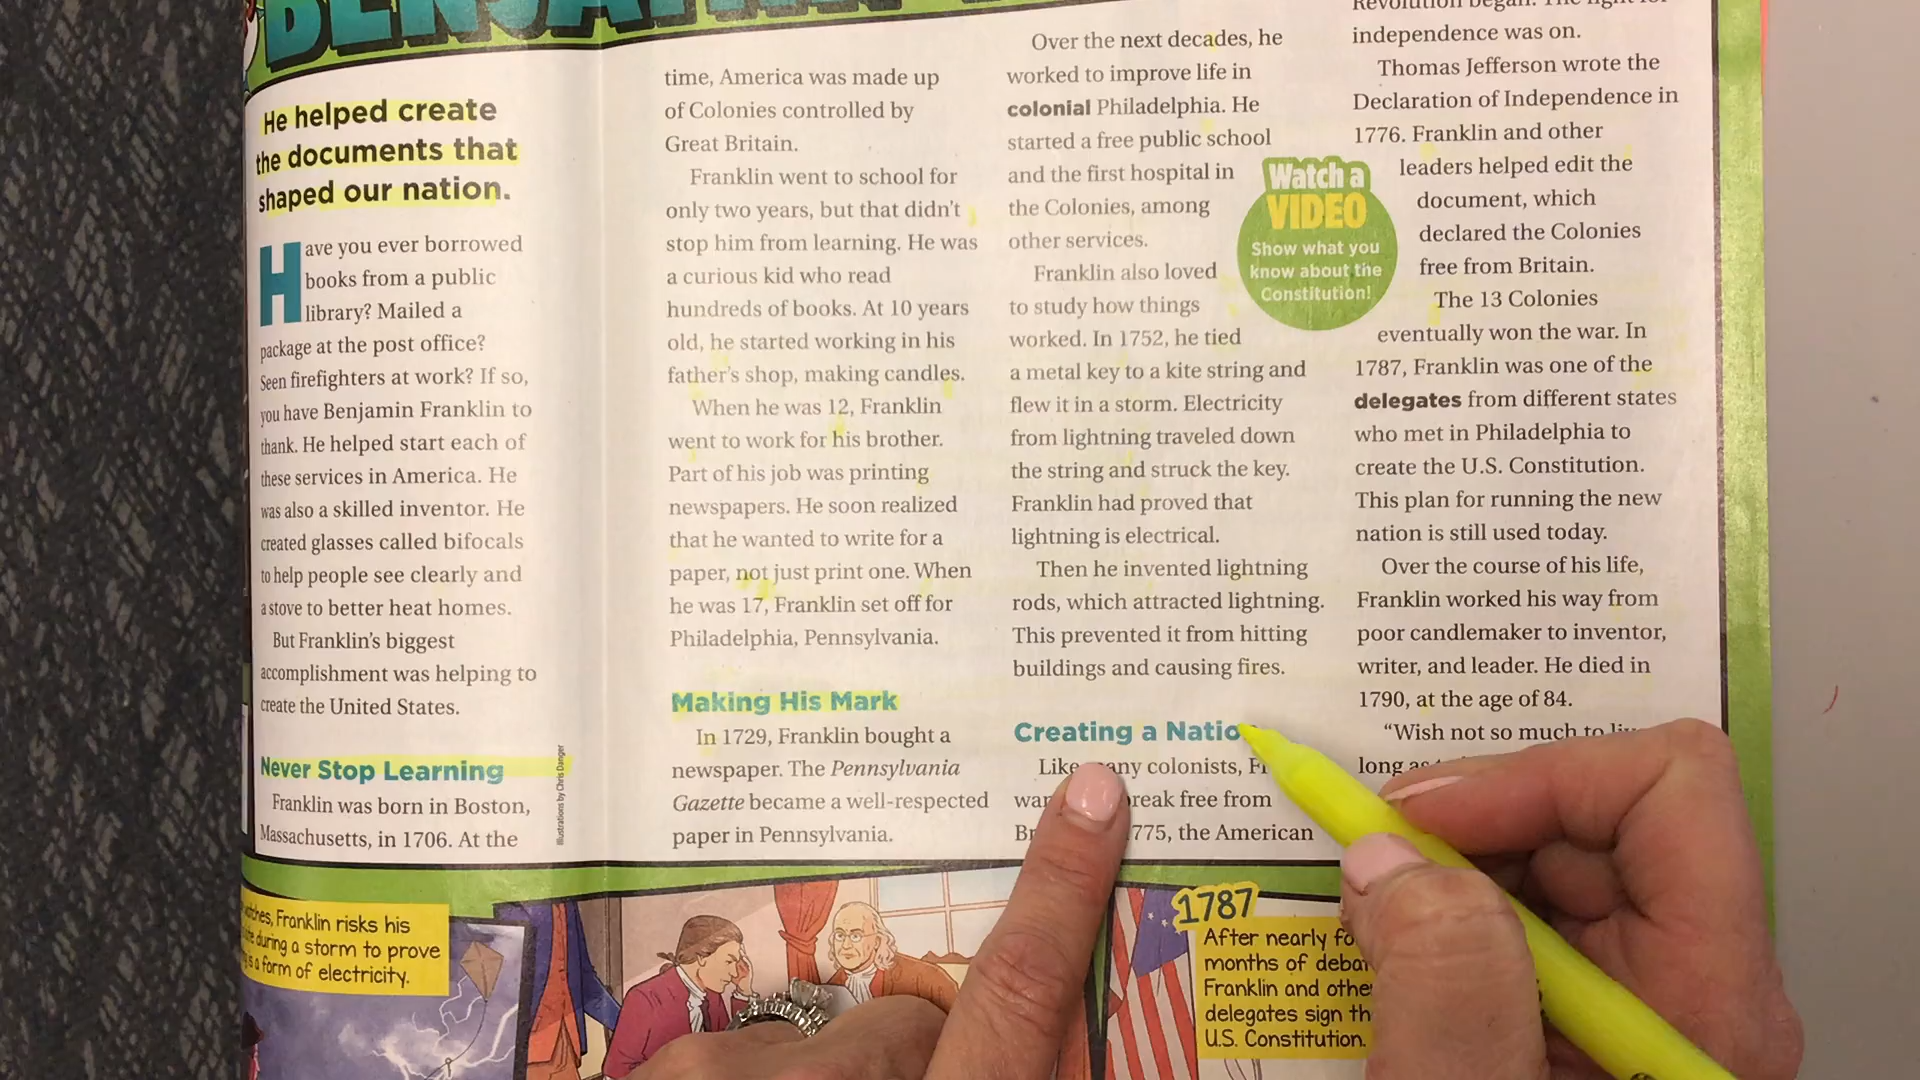 He helped create
the documents that
shaped our nation.
Have you ever borrowed
books from a public
library? Mailed a
package at the post office?
Seen firefighters at work? If so,
you have Benjamin Franklin to
thank. He helped start each of
these services in America. He
was also a skilled inventor. He
created glasses called bifocals
to help people see clearly and
a stove to better heat homes.
But Franklin's biggest
accomplishment was helping to
create the United States.
Never Stop Learning
Franklin was born in Boston,
Massachusetts, in 1706. At the
Illustrations by Chris Danger
time, America was made up
of Colonies controlled by
Great Britain.
Franklin went to school for
only two years, but that didn't
stop him from learning. He was
a curious kid who read
hundreds of books. At 10 years
old, he started working in his
father's shop, making candles.
When he was 12, Franklin
went to work for his brother.
Part of his job was printing
newspapers. He soon realized
that he wanted to write for a
paper, not just print one. When
he was 17, Franklin set off for
Philadelphia, Pennsylvania.
Making His Mark
In 1729, Franklin bought a
newspaper. The Pennsylvania
Gazette became a well-respected
paper in Pennsylvania.
Over the next decades, he
worked to improve life in
colonial Philadelphia. He
started a free public school
and the first hospital in
the Colonies, among
other services.
Franklin also loved
to study how things
worked. In 1752, he tied
a metal key to a kite string and
flew it in a storm. Electricity
from lightning traveled down
the string and struck the key.
Franklin had proved that
lightning is electrical.
Then he invented lightning
rods, which attracted lightning.
This prevented it from hitting
buildings and causing fires.
Creating a Natio
Like many colonists,
break free from
775, the American
Watch a
VIDEO
Show what you
know about the
Constitution!
independence was on.
Thomas Jefferson wrote the
Declaration of Independence in
1776. Franklin and other
leaders helped edit the
document, which
declared the Colonies
free from Britain.
The 13 Colonies
eventually won the war. In
1787, Franklin was one of the
delegates from different states
who met in Philadelphia to
create the U.S. Constitution.
This plan for running the new
nation is still used today.
Over the course of his life,
Franklin worked his way from
poor candlemaker to inventor,
writer, and leader. He died in
1790, at the age of 84.
"Wish not so much to
long as
Franklin risks his
during a storm to prove
is a form of electricity.
1787
After nearly
months of
Franklin and
delegates sign
U.S. Constitution.